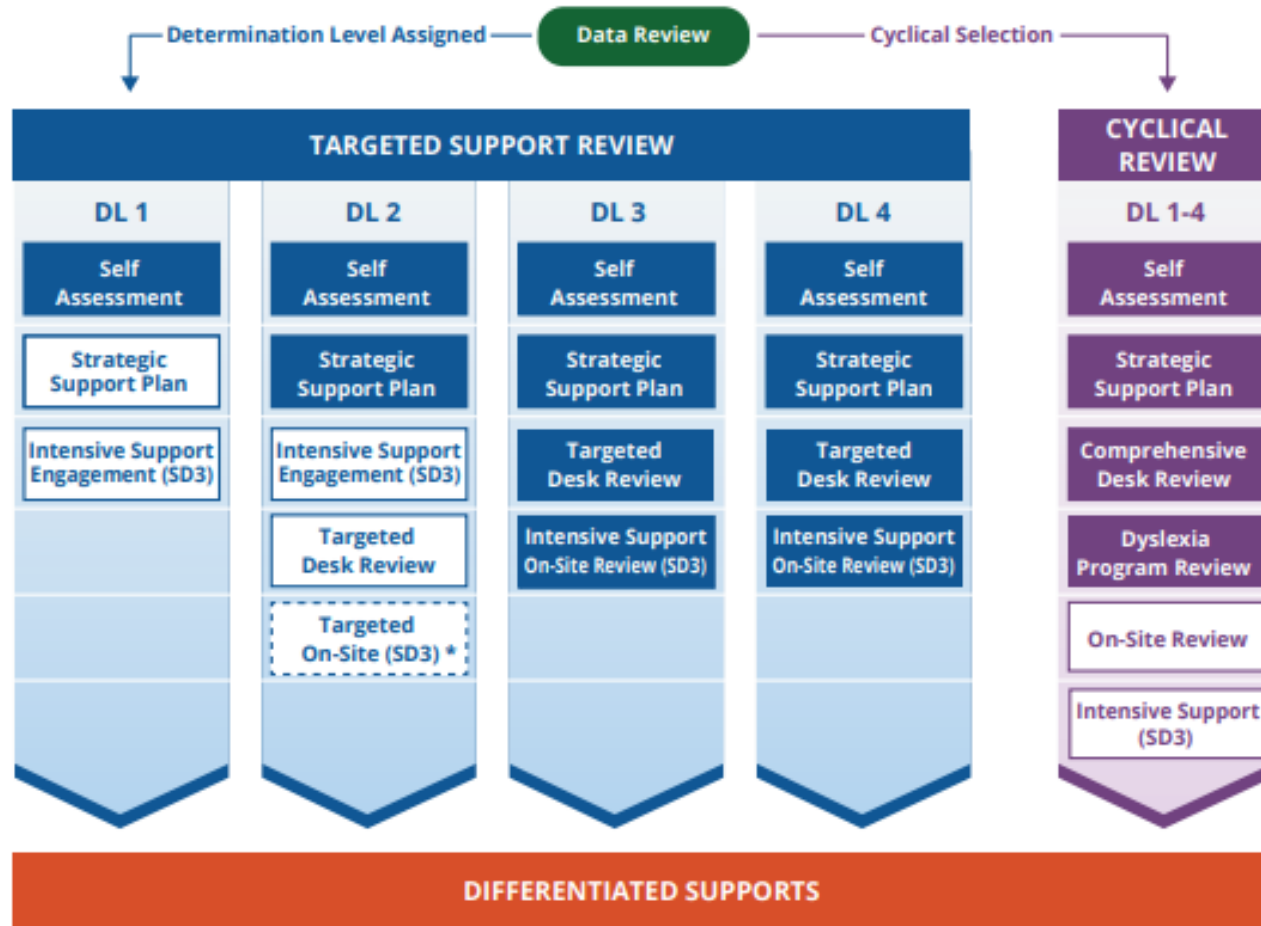 Determination Level Assigned
Data Review
Cyclical Selection
TARGETED SUPPORT REVIEW
DL 1
Self
Assessment
Strategic
Support Plan
Intensive Support
Engagement (SD3)
DL 2
Self
Assessment
Strategic
Support Plan
Intensive Support
Engagement (SD3)
Targeted
Desk Review
Targeted
On-Site (SD3) *
DL 3
Self
Assessment
Strategic
Support Plan
Targeted
Desk Review
Intensive Support
On-Site Review (SD3)
DL 4
Self
Assessment
Strategic
Support Plan
Targeted
Desk Review
Intensive Support
On-Site Review (SD3)
CYCLICAL
REVIEW
DL 1-4
Self
Assessment
Strategic
Support Plan
Comprehensive
Desk Review
Dyslexia
Program Review
On-Site Review
Intensive Support
(SD3)
DIFFERENTIATED SUPPORTS